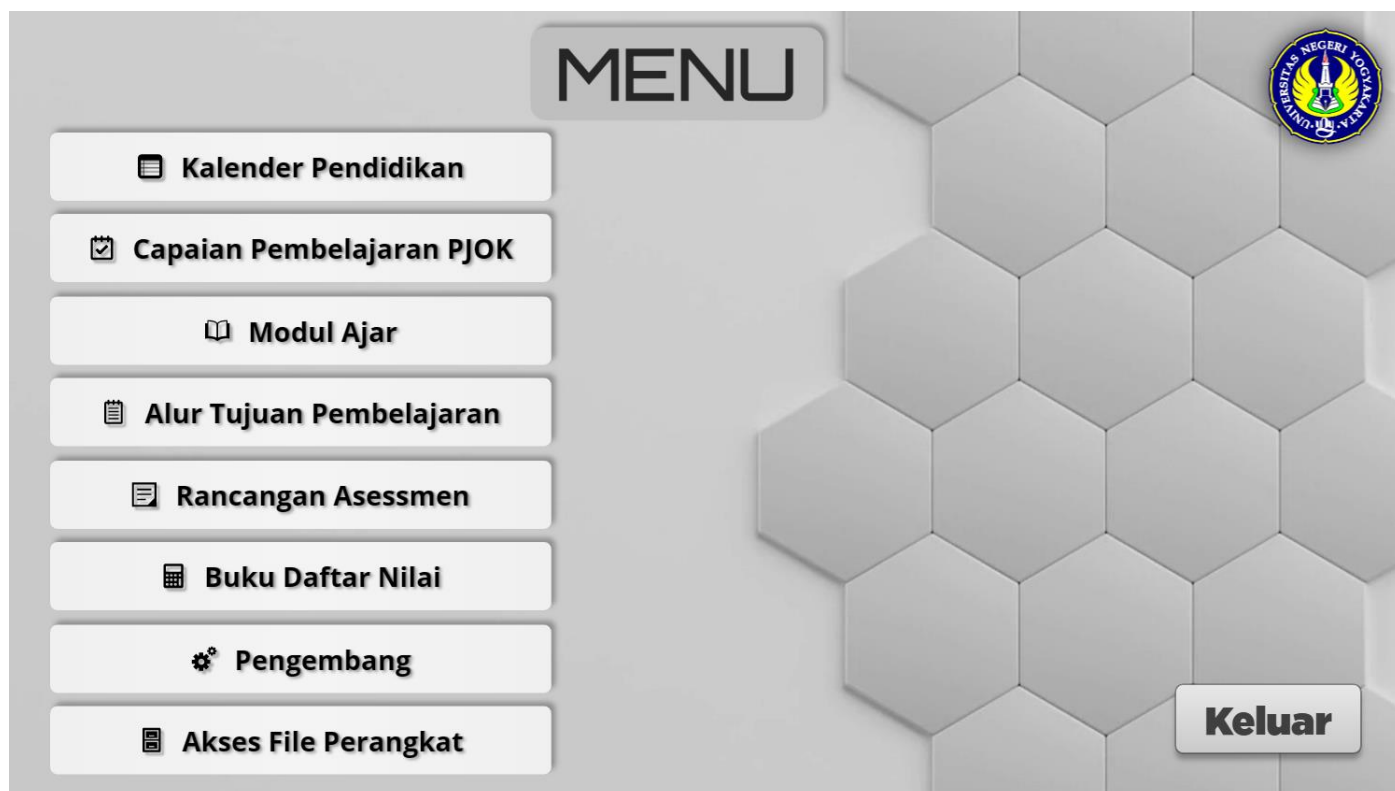 MENU
UNIVERSITAS NEGERI YOGYAKARTA
Kalender Pendidikan
Capaian Pembelajaran PJOK
Modul Ajar
Alur Tujuan Pembelajaran
Rancangan Asessmen
Buku Daftar Nilai
Pengembang
Akses File Perangkat
Keluar